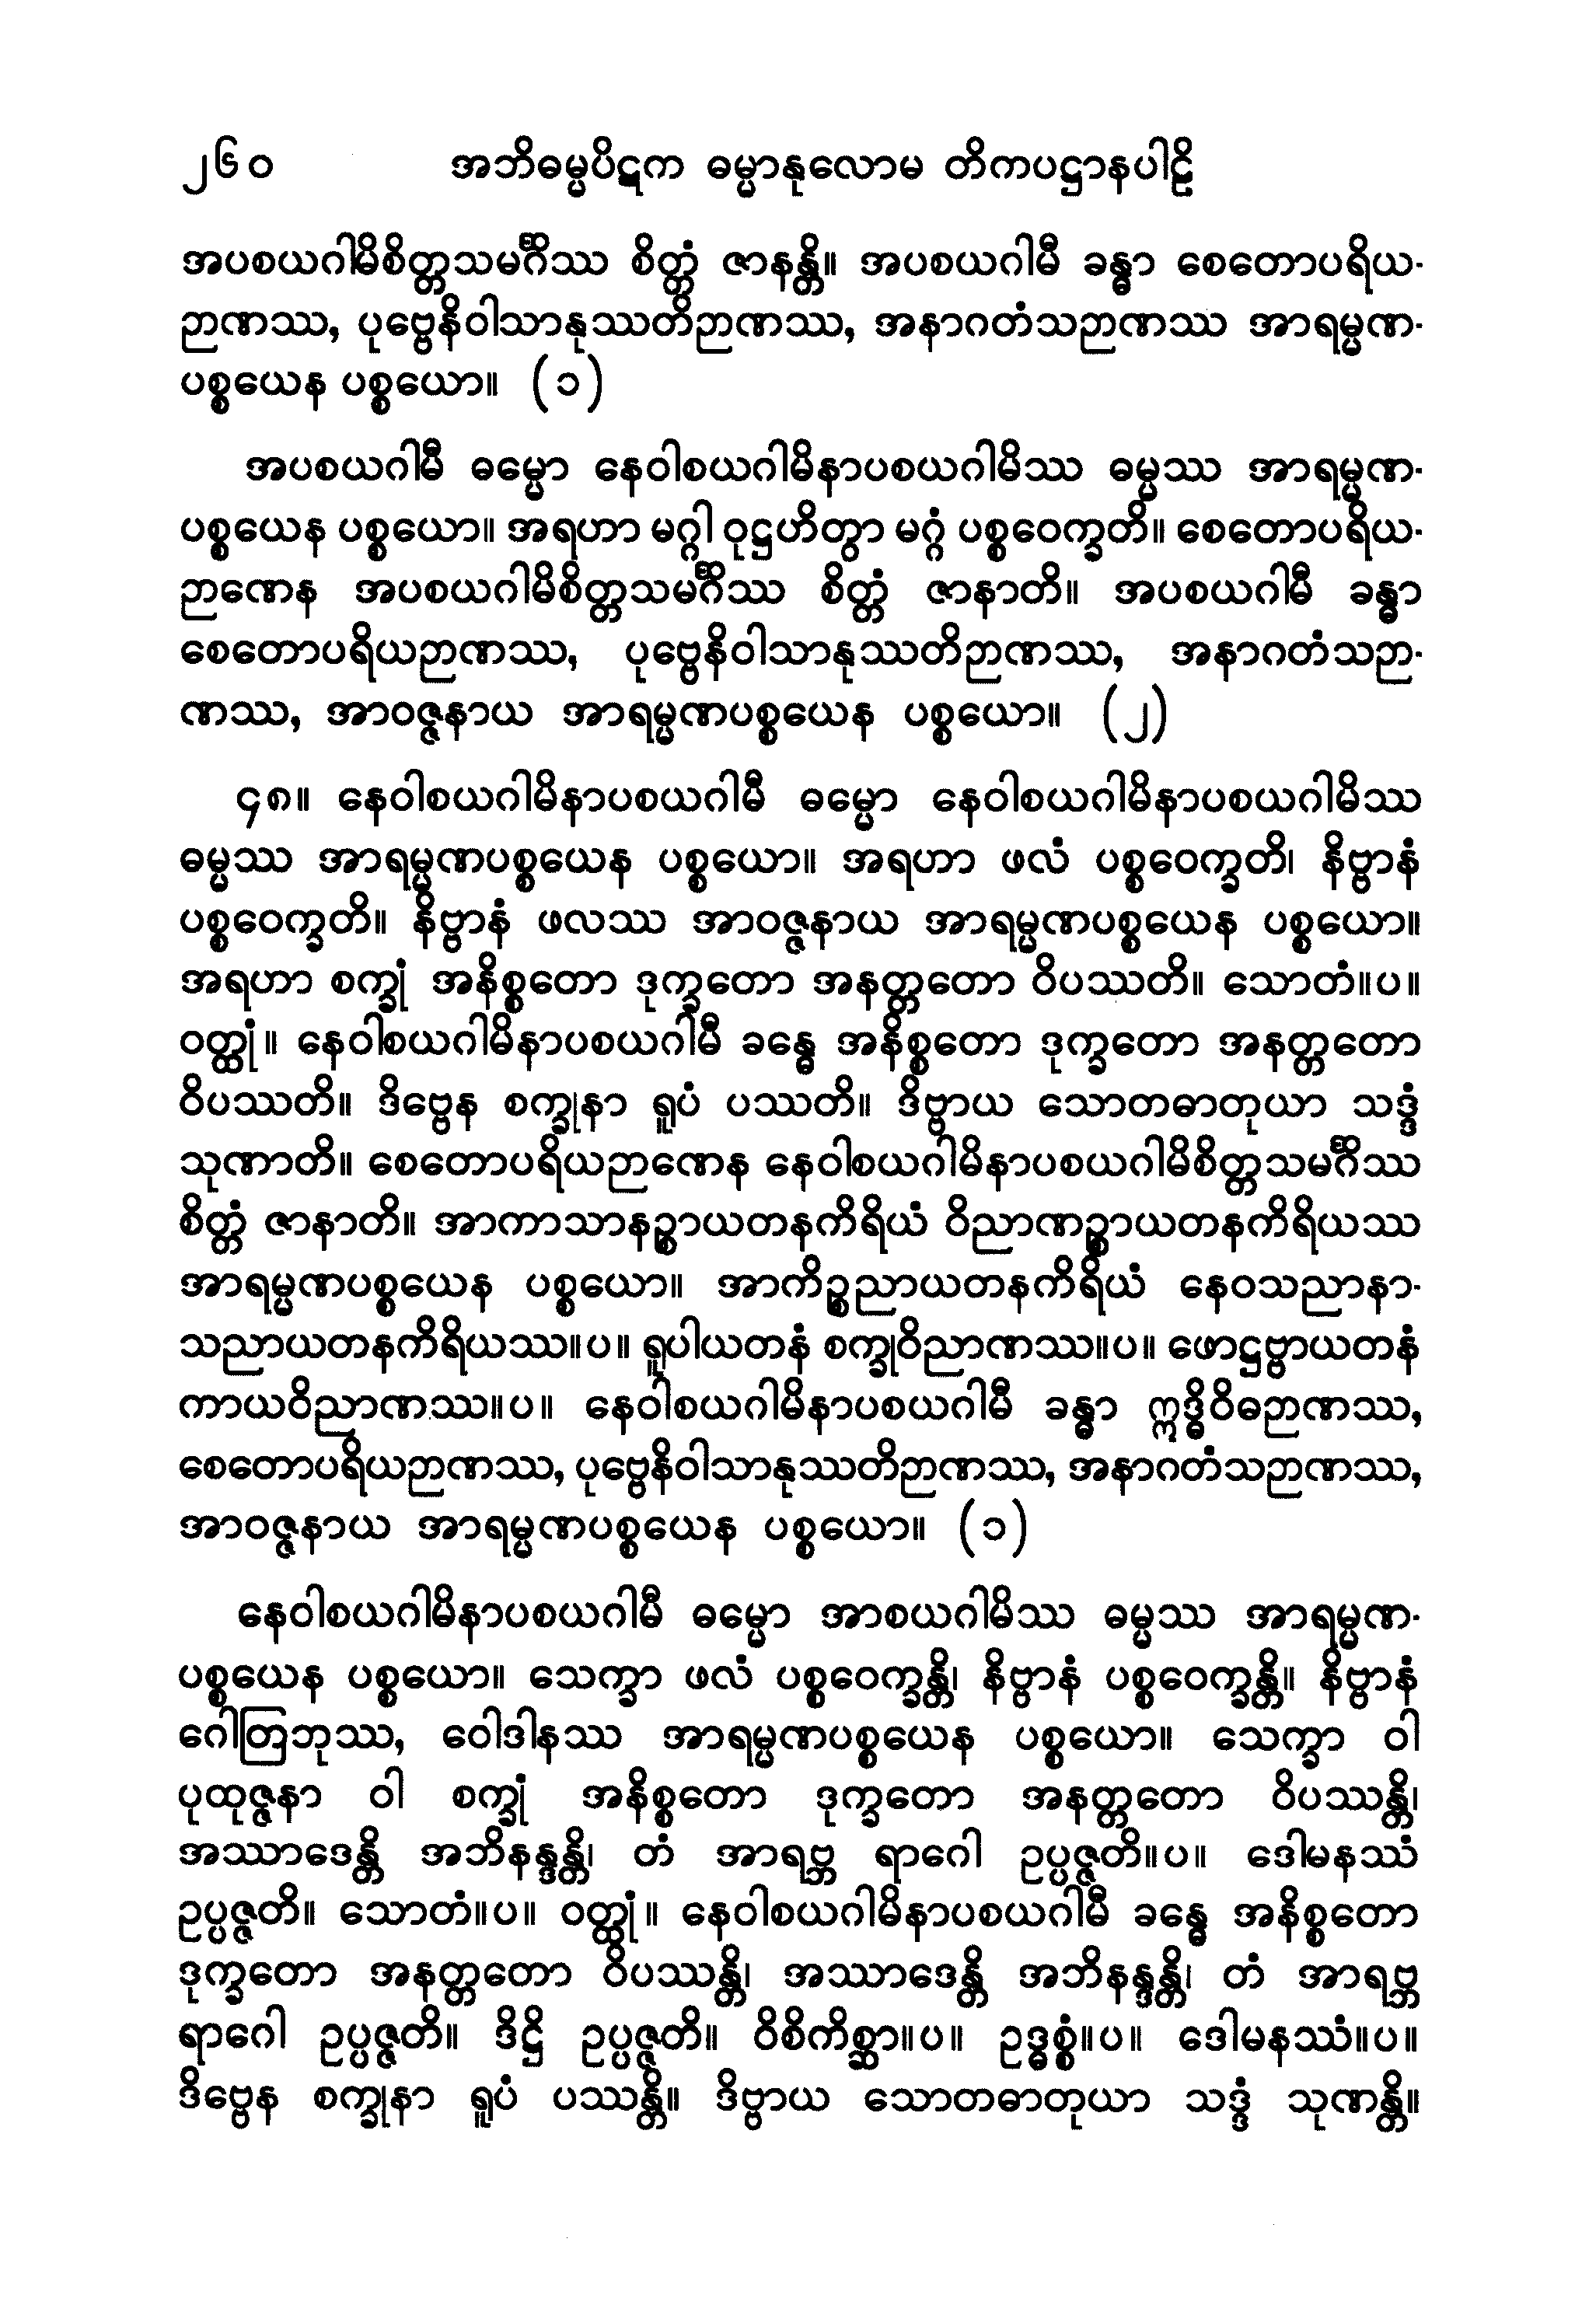 ၂၆၀ အဘိဓမ္မပိဋက ဓမ္မာနုလောမ တိကပဋ္ဌာနပါဠိ
အပစယဂါမိစိတ္တသမင်္ဂိဿ စိတ္တံ ဇာနန္တိ။ အပစယဂါမီ ခန္ဓာ စေတောပရိယ-
ဉာဏဿ, ပုဗ္ဗေနိဝါသာနုဿတိဉာဏဿ, အနာဂတံသဉာဏဿ အာရမ္မဏ-
ပစ္စယေန ပစ္စယော။ (၁)
အပစယဂါမီ ဓမ္မော နေဝါစယဂါမိနာပစယဂါမိဿ ဓမ္မဿ အာရမ္မဏ-
ပစ္စယေန ပစ္စယော။ အရဟာ မဂ္ဂါ ဝုဋ္ဌဟိတွာ မဂ္ဂံ ပစ္စဝေက္ခတိ။ စေတောပရိယ-
ဉာဏေန အပစယဂါမိစိတ္တသမင်္ဂိဿ စိတ္တံ ဇာနာတိ။ အပစယဂါမီ ခန္ဓာ
စေတောပရိယဉာဏဿ, ပုဗ္ဗေနိဝါသာနုဿတိဉာဏဿ, အနာဂတံသဉာ-
ဏဿ, အာဝဇ္ဇနာယ အာရမ္မဏပစ္စယေန ပစ္စယော။ (၂)
၄၈။ နေဝါစယဂါမိနာပစယဂါမီ ဓမ္မော နေဝါစယဂါမိနာပစယဂါမိဿ
ဓမ္မဿ အာရမ္မဏပစ္စယေန ပစ္စယော။ အရဟာ ဖလံ ပစ္စဝေက္ခတိ၊ နိဗ္ဗာနံ
ပစ္စဝေက္ခတိ။ နိဗ္ဗာနံ ဖလဿ အာဝဇ္ဇနာယ အာရမ္မဏပစ္စယေန ပစ္စယော။
အရဟာ စက္ခုံ အနိစ္စတော ဒုက္ခတော အနတ္တတော ဝိပဿတိ။ သောတံ။ပ။
ဝတ္ထုံ။ နေဝါစယဂါမိနာပစယဂါမီ ခန္ဓေ အနိစ္စတော ဒုက္ခတော အနတ္တတော
ဝိပဿတိ။ ဒိဗ္ဗေန စက္ခုနာ ရူပံ ပဿတိ။ ဒိဗ္ဗာယ သောတဓာတုယာ သဒ္ဒံ
သုဏာတိ။ စေတောပရိယဉာဏေန နေဝါစယဂါမိနာပစယဂါမိစိတ္တသမင်္ဂိဿ
စိတ္တံ ဇာနာတိ။ အာကာသာနဉ္စာယတနကိရိယံ ဝိညာဏဉ္စာယတနကိရိယဿ
အာရမ္မဏပစ္စယေန ပစ္စယော။ အာကိဉ္စညာယတနကိရိယံ နေဝသညာနာ-
သညာယတနကိရိယဿ။ပ။ ရူပါယတနံ စက္ခုဝိညာဏဿ။ပ။ ဖောဋ္ဌဗ္ဗာယတနံ
ကာယဝိညာဏဿ။ပ။ နေဝါစယဂါမိနာပစယဂါမီ ခန္ဓာ ဣဒ္ဓိဝိဓဉာဏဿ,
စေတောပရိယဉာဏဿ, ပုဗ္ဗေနိဝါသာနုဿတိဉာဏဿ, အနာဂတံသဉာဏဿ,
အာဝဇ္ဇနာယ အာရမ္မဏပစ္စယေန ပစ္စယော။ (၁)
နေဝါစယဂါမိနာပစယဂါမီ ဓမ္မော အာစယဂါမိဿ ဓမ္မဿ အာရမ္မဏ-
ပစ္စယေန ပစ္စယော။ သေက္ခာ ဖလံ ပစ္စဝေက္ခန္တိ၊ နိဗ္ဗာနံ ပစ္စဝေက္ခန္တိ။ နိဗ္ဗာနံ
ဂေါတြဘုဿ, ဝေါဒါနဿ အာရမ္မဏပစ္စယေန ပစ္စယော။ သေက္ခာ ဝါ
ပုထုဇ္ဇနာ ဝါ စက္ခုံ အနိစ္စတော ဒုက္ခတော အနတ္တတော ဝိပဿန္တိ၊
အဿာဒေန္တိ အဘိနန္ဒန္တိ၊ တံ အာရဗ္ဘ ရာဂေါ ဥပ္ပဇ္ဇတိ။ပ။ ဒေါမနဿံ
ဥပ္ပဇ္ဇတိ။ သောတံ။ပ။ ဝတ္ထုံ။ နေဝါစယဂါမိနာပစယဂါမီ ခန္ဓေ အနိစ္စတော
ဒုက္ခတော အနတ္တတော ဝိပဿန္တိ၊ အဿာဒေန္တိ အဘိနန္ဒန္တိ၊ တံ အာရဗ္ဘ
ရာဂေါ ဥပ္ပဇ္ဇတိ။ ဒိဋ္ဌိ ဥပ္ပဇ္ဇတိ။ ဝိစိကိစ္ဆာ။ပ။ ဥဒ္ဓစ္စံ။ပ။ ဒေါမနဿံ။ပ။
ဒိဗ္ဗေန စက္ခုနာ ရူပံ ပဿန္တိ။ ဒိဗ္ဗာယ သောတဓာတုယာ သဒ္ဒံ သုဏန္တိ။